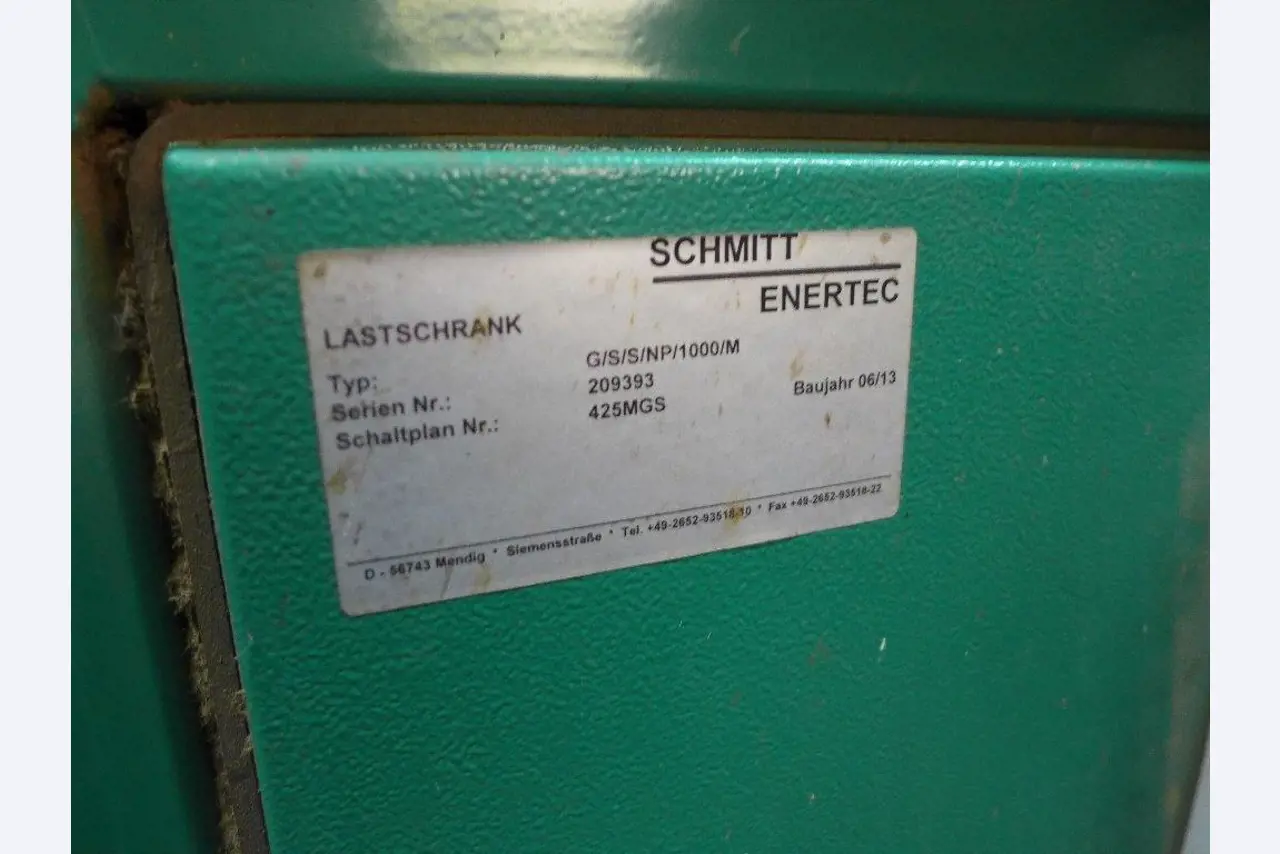 SCHMITT
ENERTEC
LASTSCHRANK
Typ: G/S/S/NP/1000/M
Serien Nr.: 209393 Baujahr 06/13
Schaltplan Nr.: 425MGS
D - 56743 Mendig * Siemensstraße * Tel. +49-2652-93518-10 * Fax +49-2652-93518-22